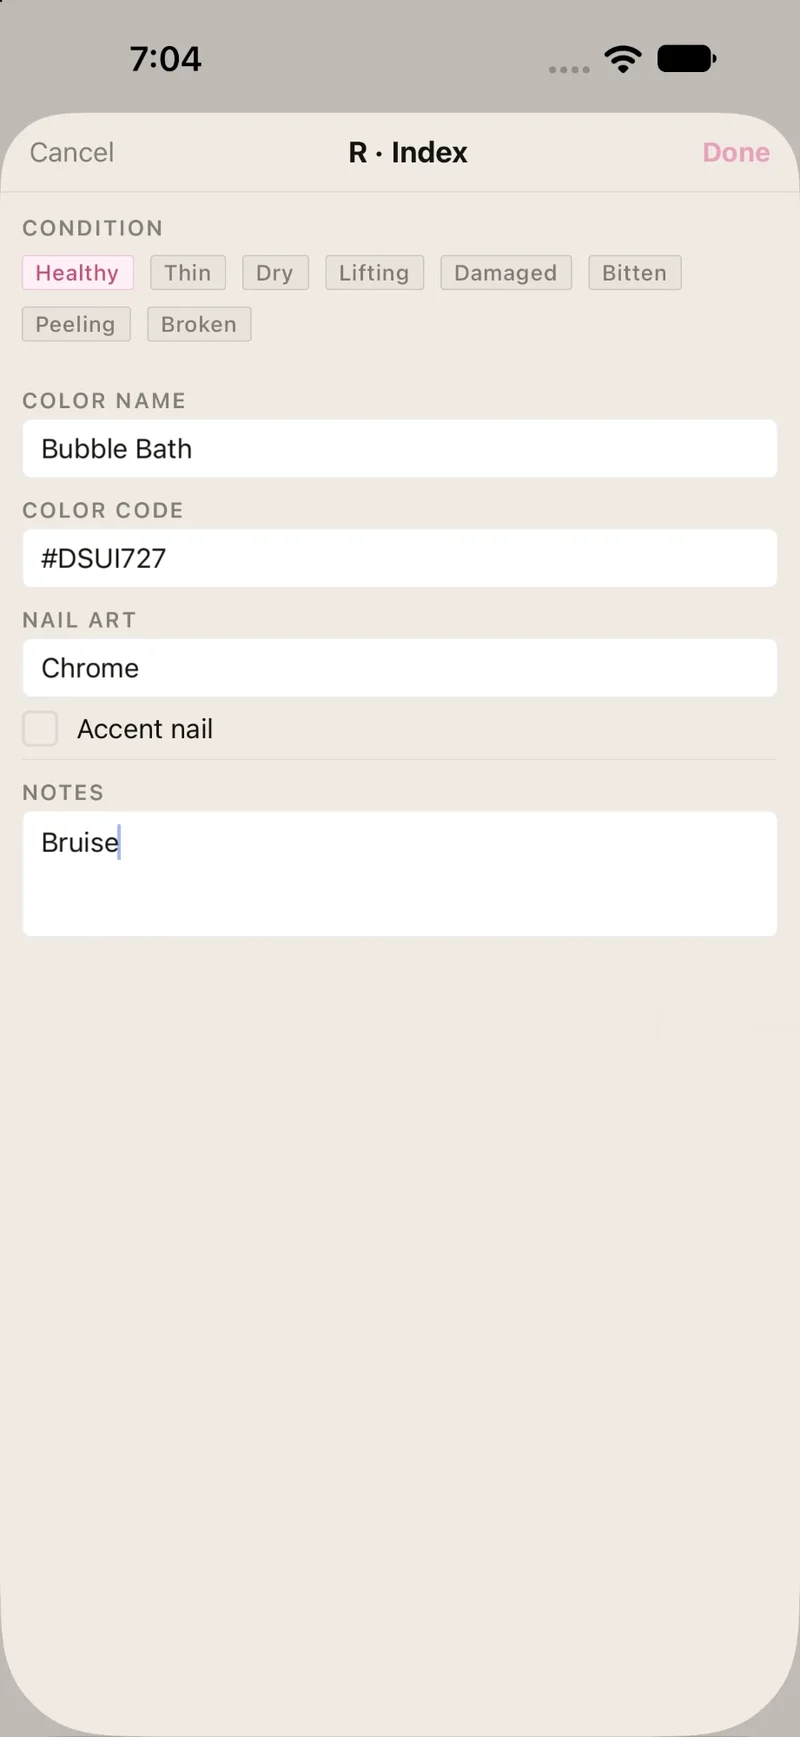 7:04
Cancel R · Index Done
CONDITION
Healthy Thin Dry Lifting Damaged Bitten
Peeling Broken
COLOR NAME
Bubble Bath
COLOR CODE
#DSUI727
NAIL ART
Chrome
Accent nail
NOTES
Bruise